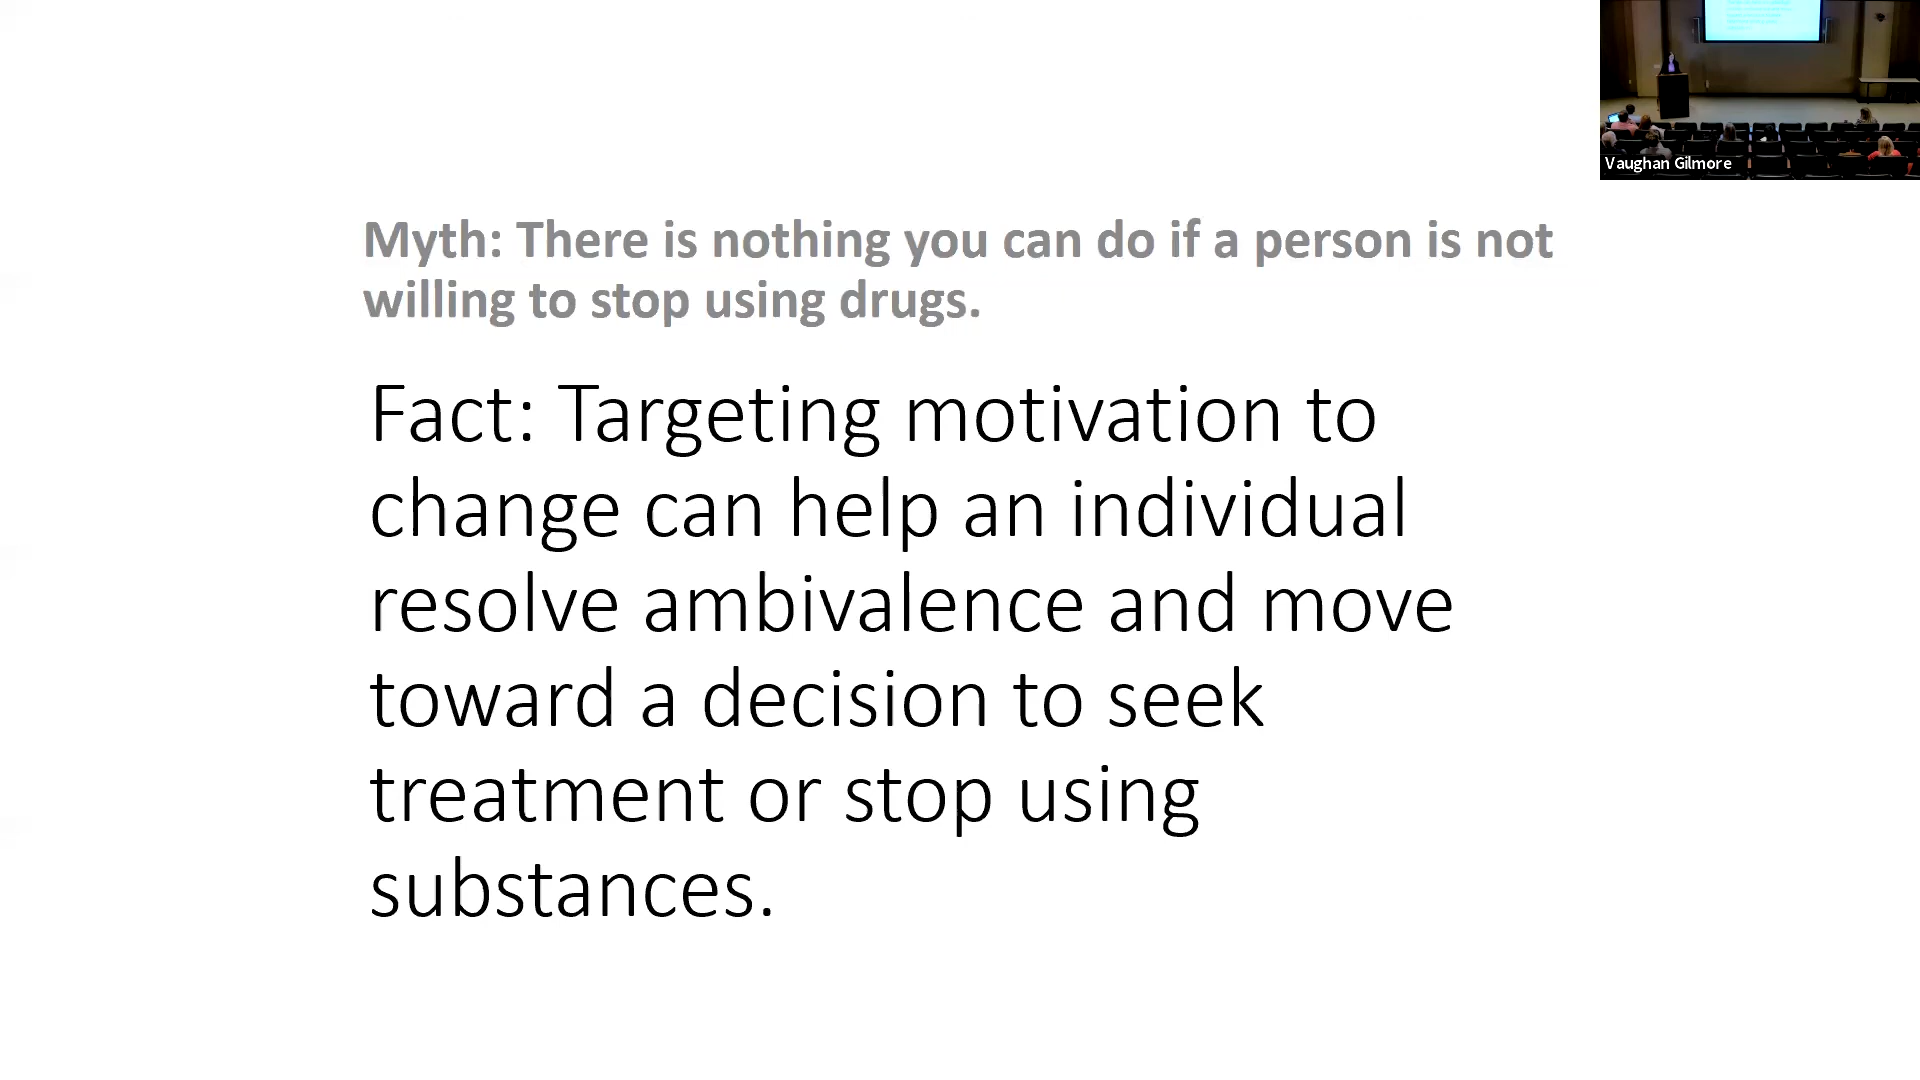 Vaughan Gilmore
Myth: There is nothing you can do if a person is not
willing to stop using drugs.
Fact: Targeting motivation to
change can help an individual
resolve ambivalence and move
toward a decision to seek
treatment or stop using
substances.